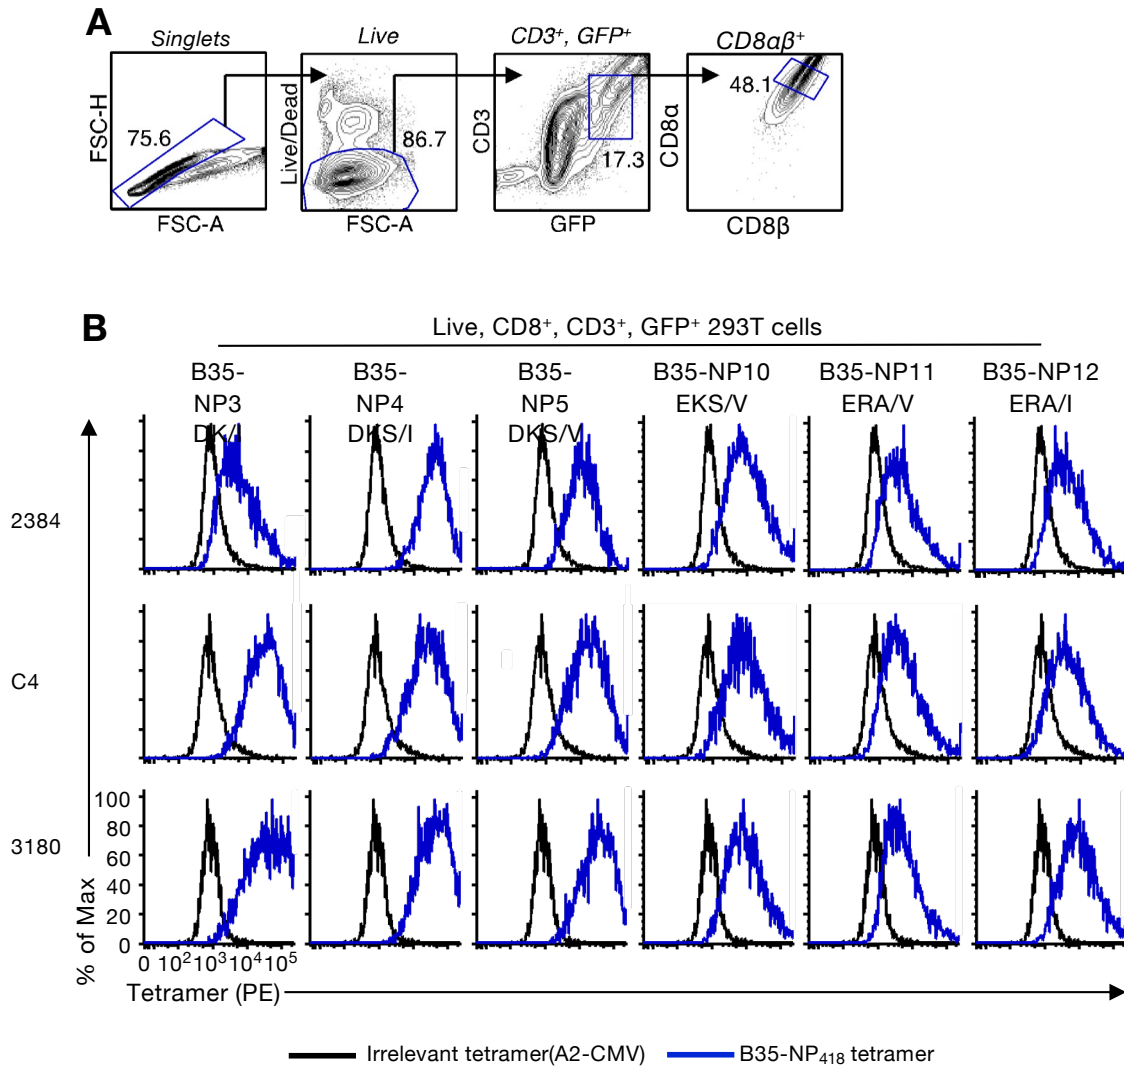 A
Singlets
Live
CD3⁺, GFP⁺
CD8αβ⁺
FSC-H
75.6
FSC-A
Live/Dead
86.7
FSC-A
CD3
17.3
GFP
CD8α
48.1
CD8β
B
Live, CD8⁺, CD3⁺, GFP⁺ 293T cells
B35-
NP3
DK/I
B35-
NP4
DKS/I
B35-
NP5
DKS/V
B35-NP10
EKS/V
B35-NP11
ERA/V
B35-NP12
ERA/I
2384
C4
3180
% of Max
100
80
60
40
20
0
0 10² 10³ 10⁴ 10⁵
Tetramer (PE)
Irrelevant tetramer(A2-CMV)
B35-NP₄₁₈ tetramer